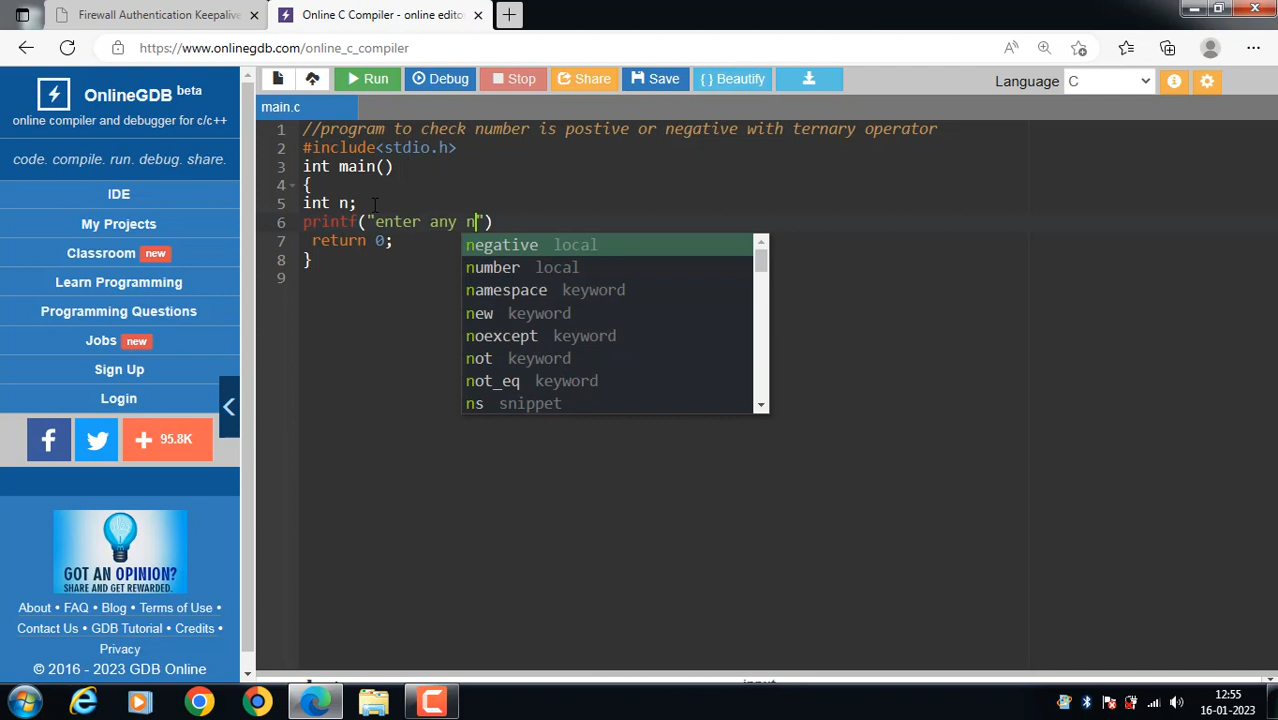 Firewall Authentication Keepalive
Online C Compiler - online editor
https://www.onlinegdb.com/online_c_compiler
OnlineGDB beta
online compiler and debugger for c/c++
code. compile. run. debug. share.
IDE
My Projects
Classroom new
Learn Programming
Programming Questions
Jobs new
Sign Up
Login
95.8K
GOT AN OPINION?
SHARE AND GET REWARDED.
About • FAQ • Blog • Terms of Use •
Contact Us • GDB Tutorial • Credits •
Privacy
© 2016 - 2023 GDB Online
Run Debug Stop Share Save { } Beautify Language C
main.c
1 //program to check number is postive or negative with ternary operator
2 #include<stdio.h>
3 int main()
4 {
5 int n;
6 printf("enter any n")
7 return 0;
8 }
9
negative local
number local
namespace keyword
new keyword
noexcept keyword
not keyword
not_eq keyword
ns snippet
input
12:55
16-01-2023